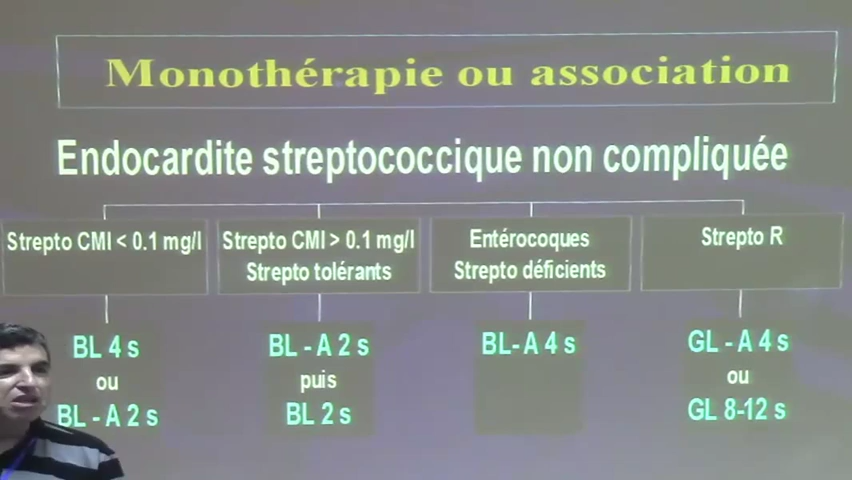 Monothérapie ou association
Endocardite streptococcique non compliquée
Strepto CMI < 0.1 mg/l
Strepto CMI > 0.1 mg/l
Strepto tolérants
Entérocoques
Strepto déficients
Strepto R
BL 4 s
ou
BL - A 2 s
BL - A 2 s
puis
BL 2 s
BL- A 4 s
GL - A 4 s
ou
GL 8-12 s